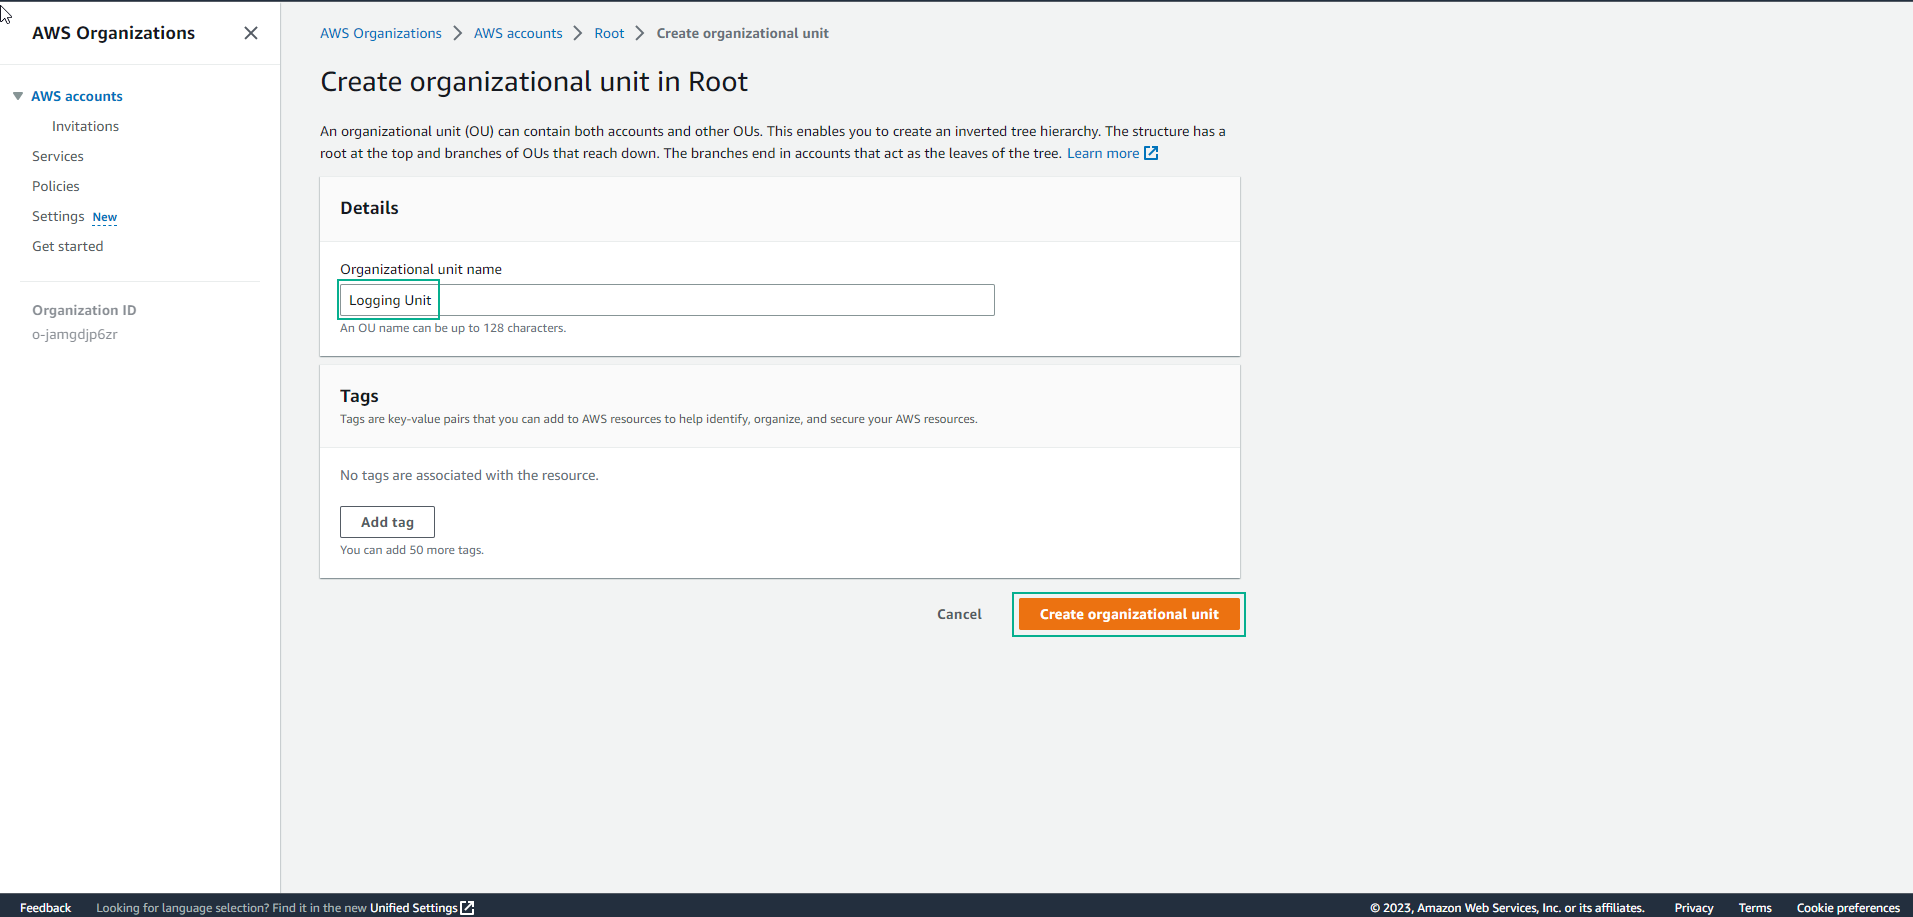 AWS Organizations
AWS accounts
Invitations
Services
Policies
Settings New
Get started
Organization ID
o-jamgdjp6zr
AWS Organizations > AWS accounts > Root > Create organizational unit
Create organizational unit in Root
An organizational unit (OU) can contain both accounts and other OUs. This enables you to create an inverted tree hierarchy. The structure has a
root at the top and branches of OUs that reach down. The branches end in accounts that act as the leaves of the tree. Learn more
Details
Organizational unit name
Logging Unit
An OU name can be up to 128 characters.
Tags
Tags are key-value pairs that you can add to AWS resources to help identify, organize, and secure your AWS resources.
No tags are associated with the resource.
Add tag
You can add 50 more tags.
Cancel Create organizational unit
Feedback Looking for language selection? Find it in the new Unified Settings © 2023, Amazon Web Services, Inc. or its affiliates. Privacy Terms Cookie preferences